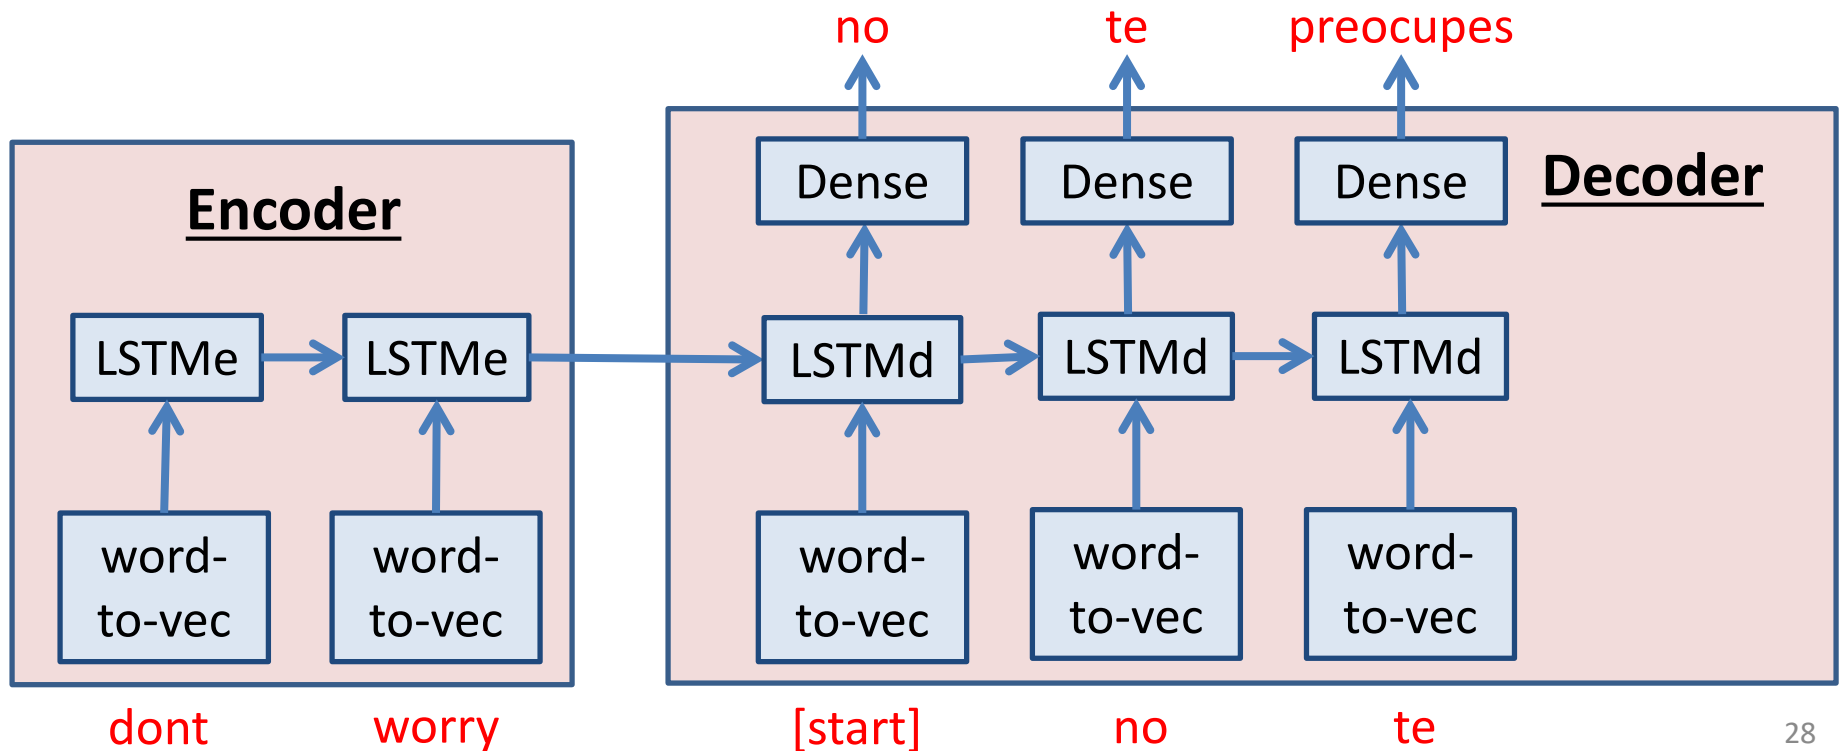 no te preocupes
Dense Dense Dense
Decoder
Encoder
LSTMe LSTMe LSTMd LSTMd LSTMd
word-
to-vec
word-
to-vec
word-
to-vec
word-
to-vec
word-
to-vec
dont worry [start] no te
28